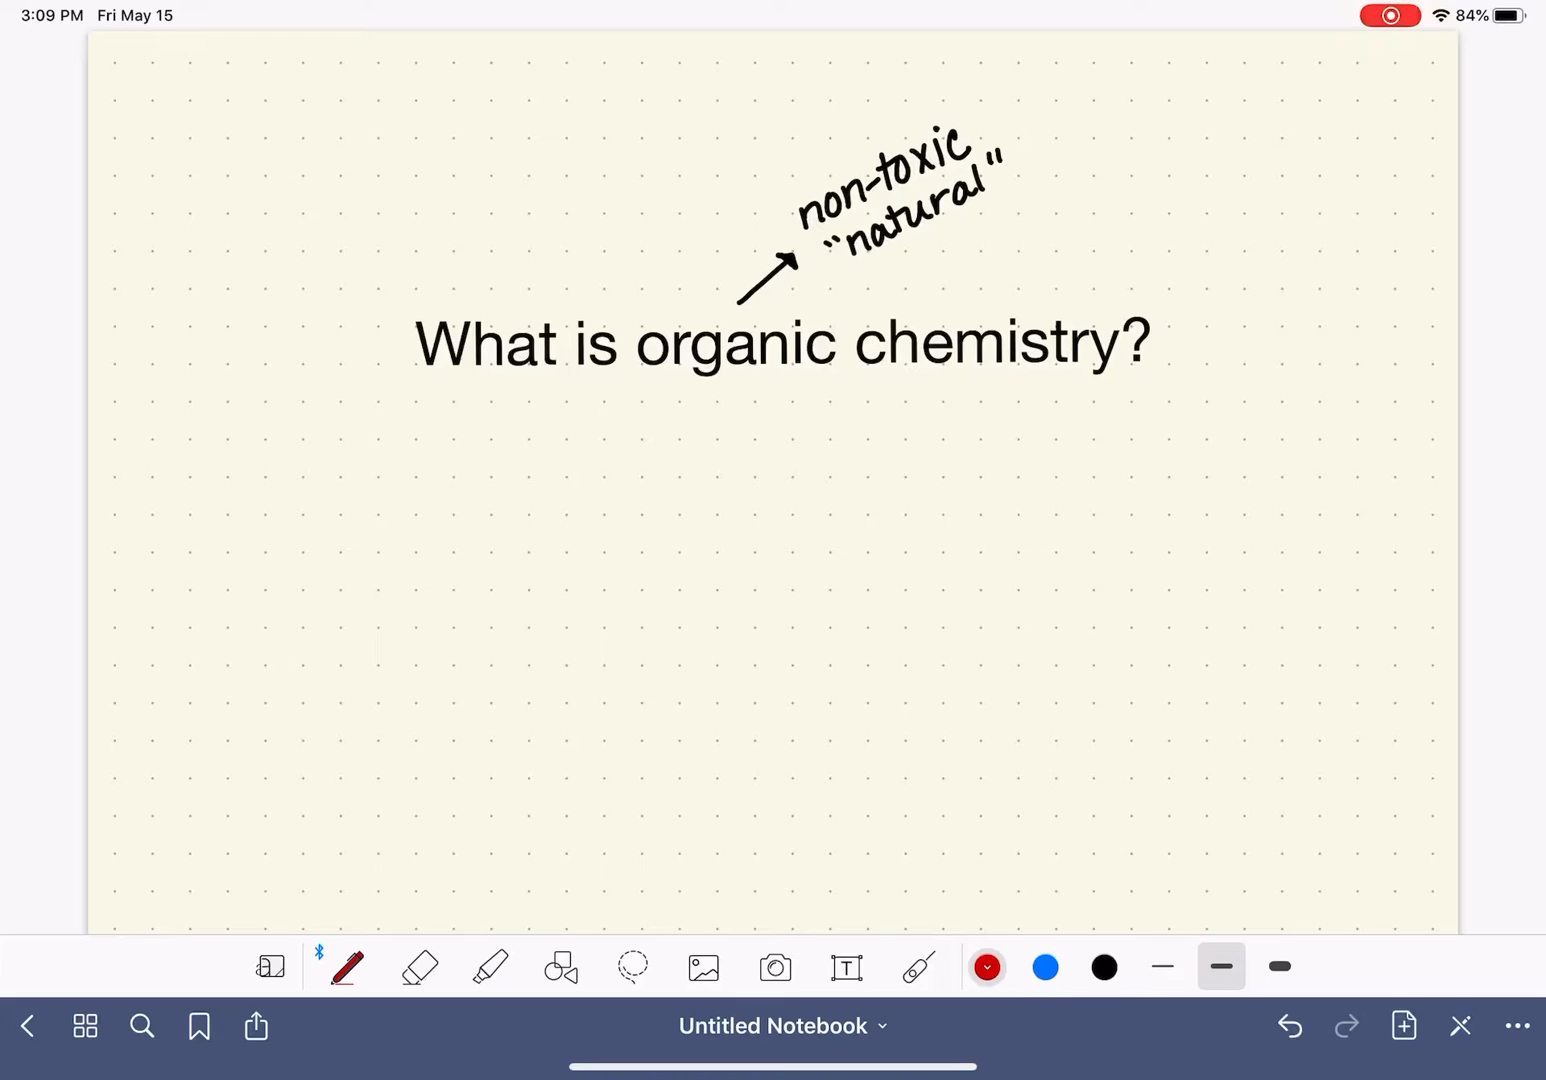 3:09 PM Fri May 15
84%
non-toxic
"natural"
What is organic chemistry?
T
Untitled Notebook